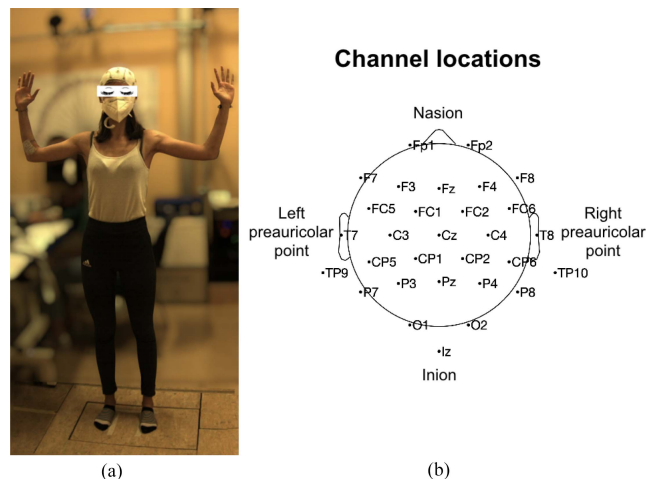 Channel locations
Nasion
Fp1 Fp2
F7 F8
F3 Fz F4
FC5 FC1 FC2 FC6
Left preauricular point
Right preauricular point
T7 C3 Cz C4 T8
CP5 CP1 CP2 CP6
TP9 TP10
P3 Pz P4
P7 P8
O1 O2
Iz
Inion
(a) (b)